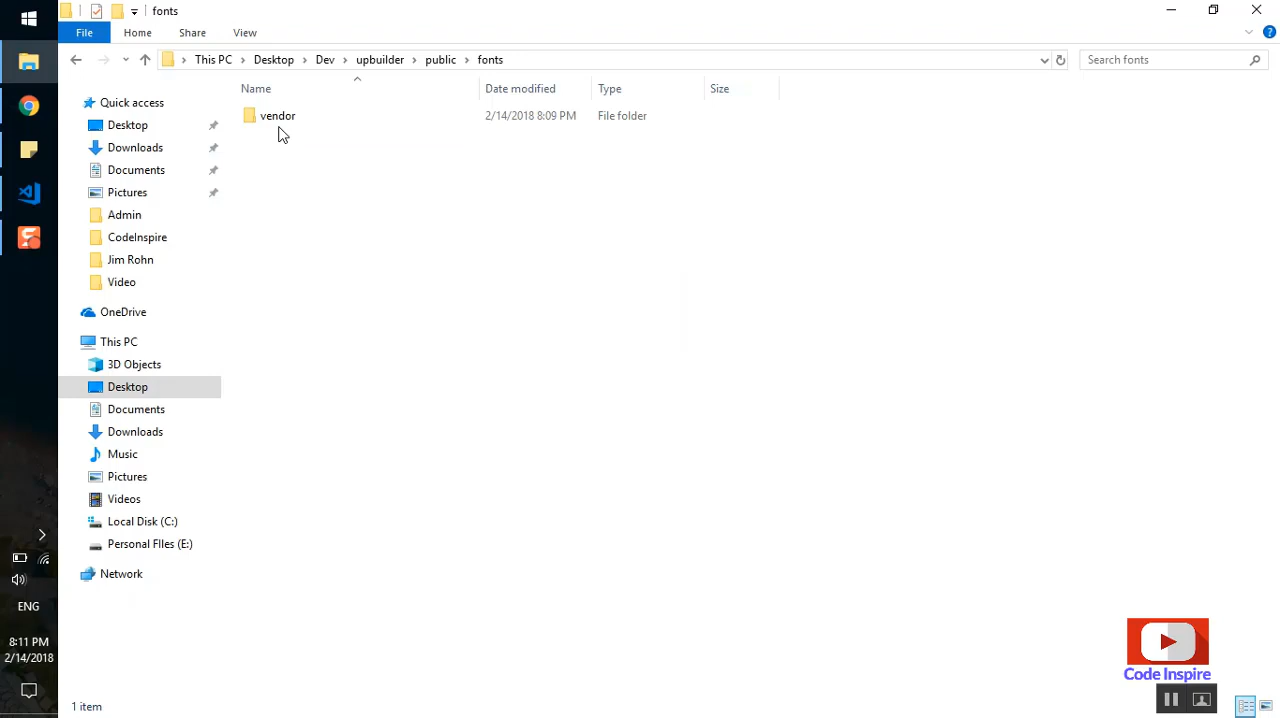 fonts
File Home Share View
This PC Desktop Dev upbuilder public fonts Search fonts
Name Date modified Type Size
vendor 2/14/2018 8:09 PM File folder
Quick access
Desktop
Downloads
Documents
Pictures
Admin
CodeInspire
Jim Rohn
Video
OneDrive
This PC
3D Objects
Desktop
Documents
Downloads
Music
Pictures
Videos
Local Disk (C:)
Personal FIles (E:)
Network
ENG
8:11 PM
2/14/2018
Code Inspire
1 item